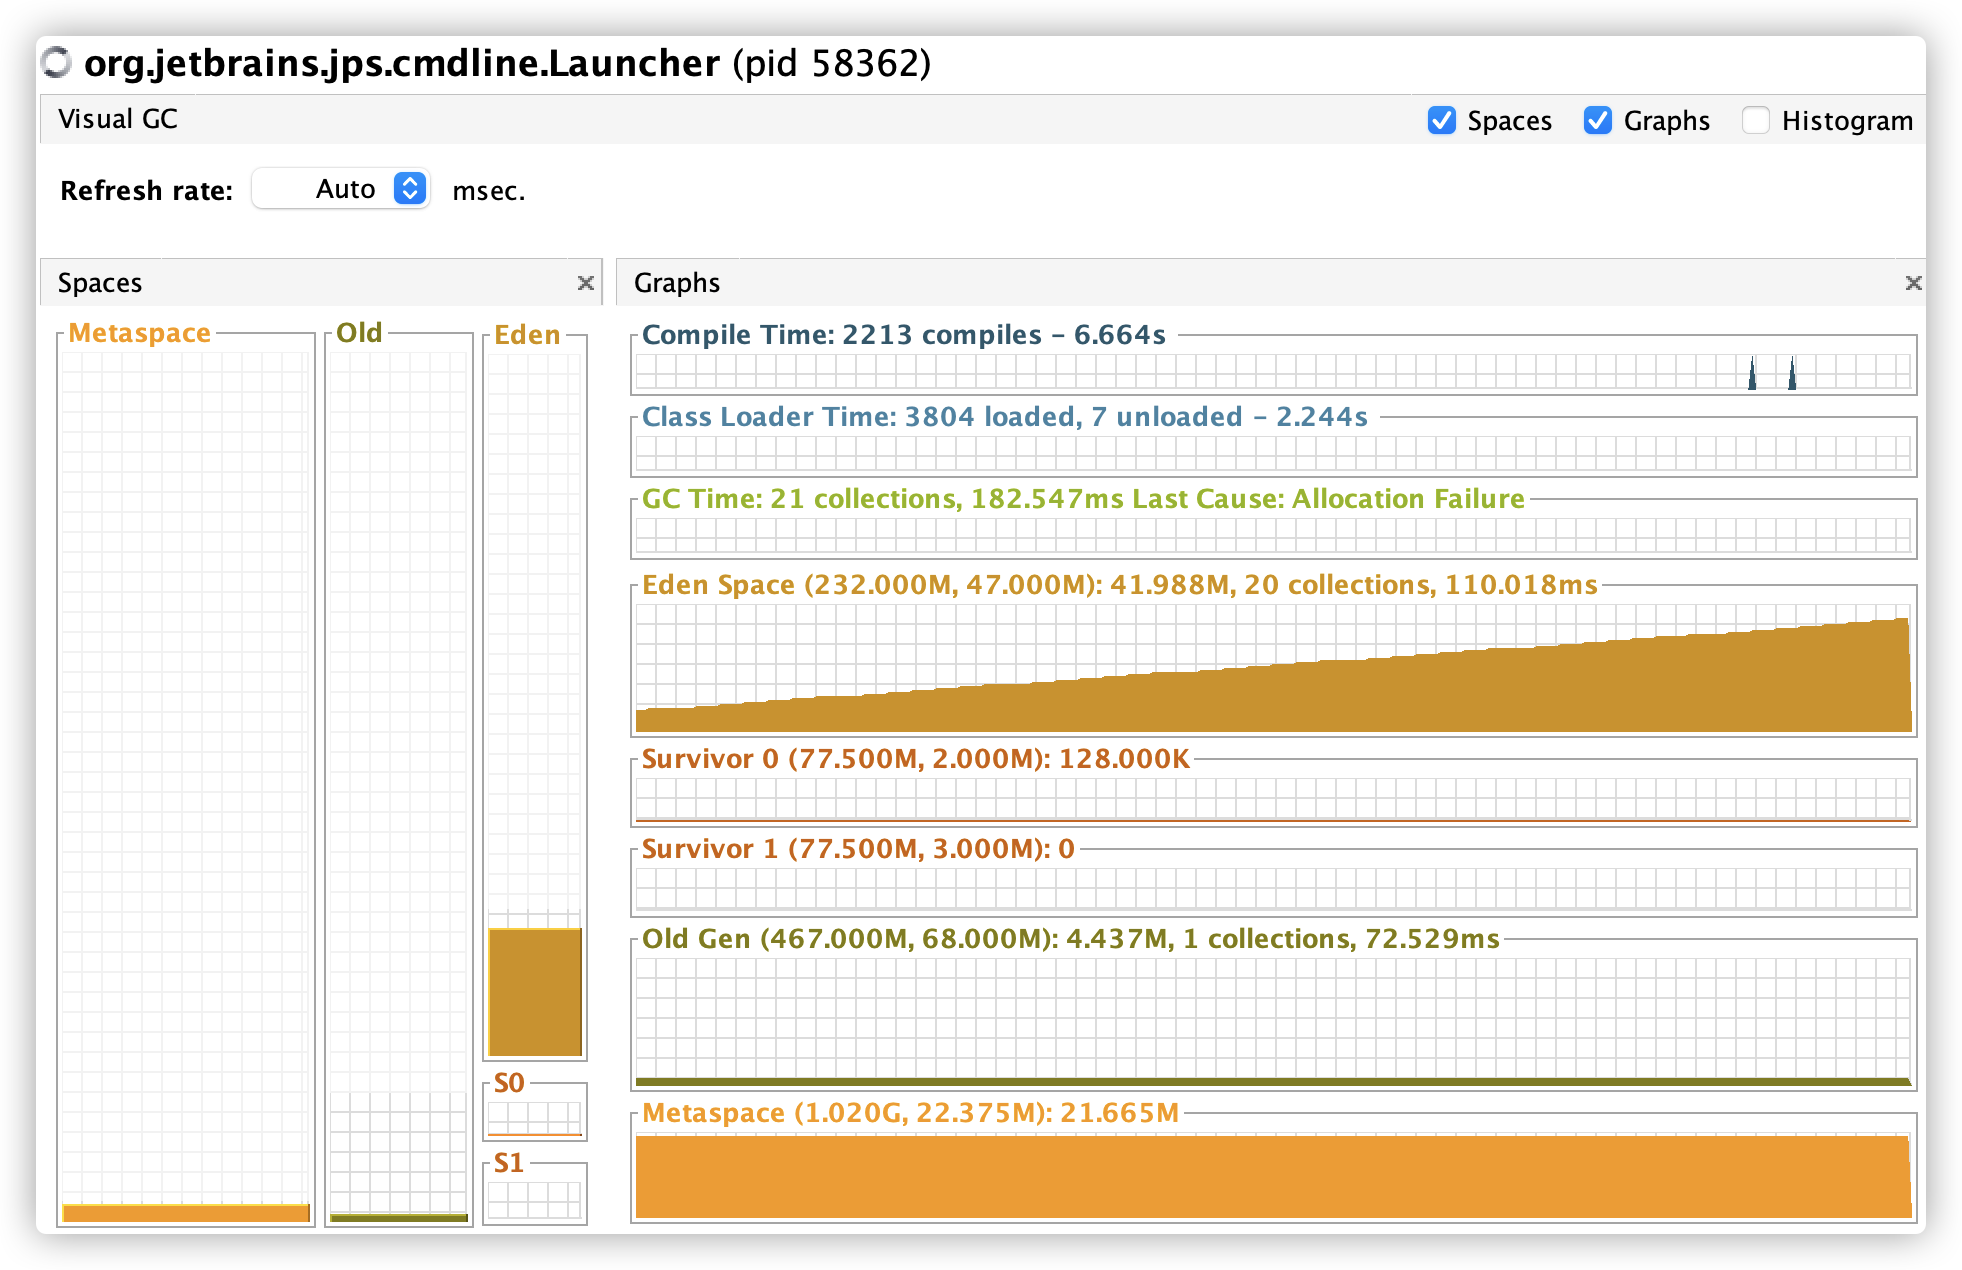 org.jetbrains.jps.cmdline.Launcher (pid 58362)
Visual GC
Spaces Graphs Histogram
Refresh rate: Auto msec.
Spaces
Graphs
Metaspace
Old
Eden
S0
S1
Compile Time: 2213 compiles – 6.664s
Class Loader Time: 3804 loaded, 7 unloaded – 2.244s
GC Time: 21 collections, 182.547ms Last Cause: Allocation Failure
Eden Space (232.000M, 47.000M): 41.988M, 20 collections, 110.018ms
Survivor 0 (77.500M, 2.000M): 128.000K
Survivor 1 (77.500M, 3.000M): 0
Old Gen (467.000M, 68.000M): 4.437M, 1 collections, 72.529ms
Metaspace (1.020G, 22.375M): 21.665M